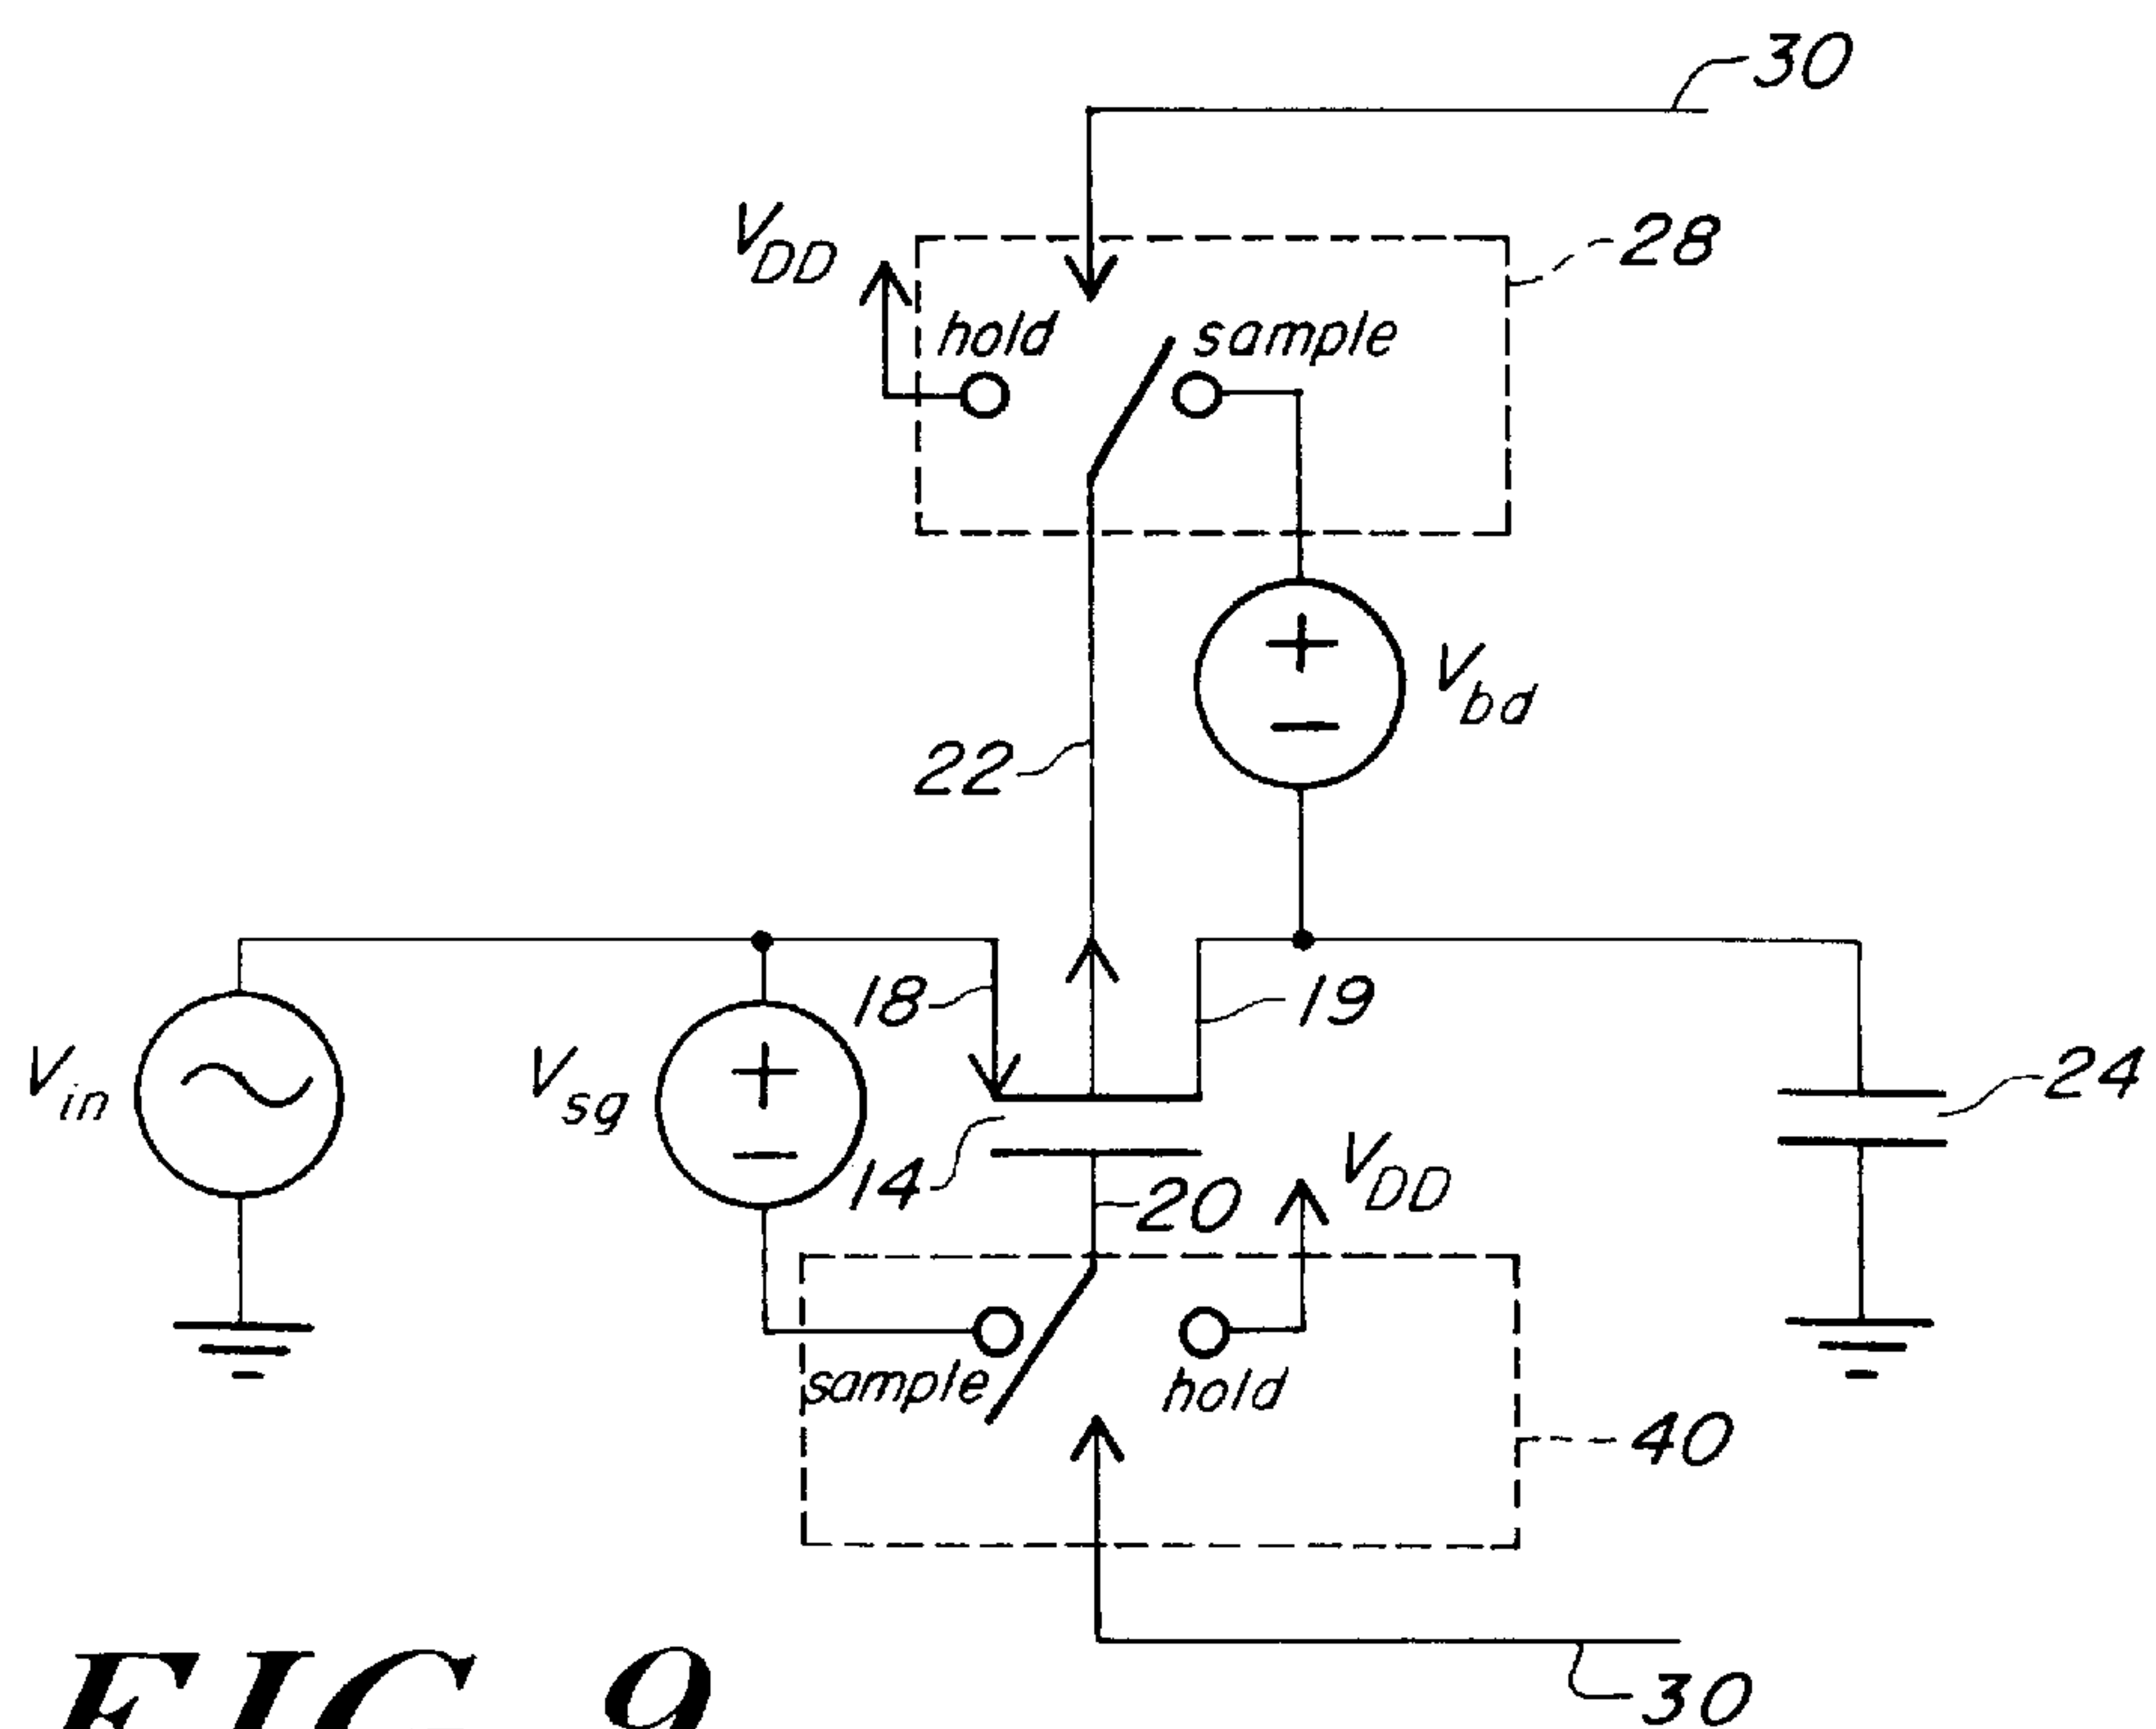 30
V_DD
28
hold
sample
V_bd
22
18
19
V_in
V_sg
24
14
20
V_DD
sample
hold
40
30
FIG. 9